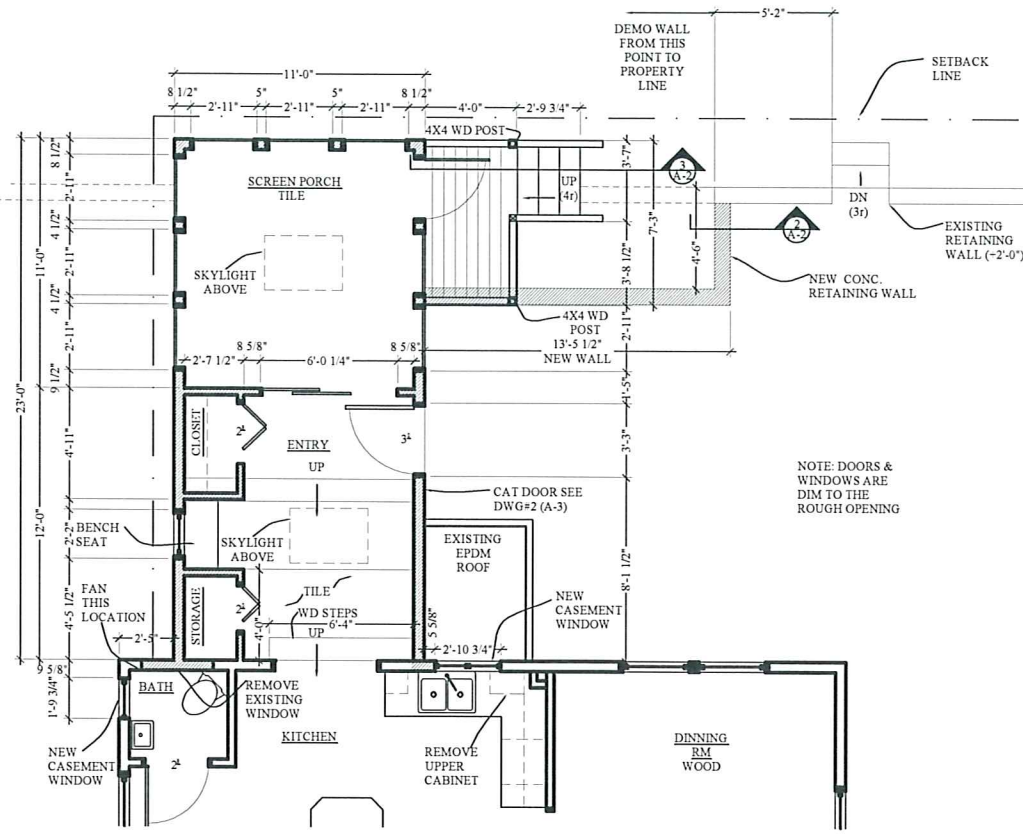 5'-2"
DEMO WALL
FROM THIS
POINT TO
PROPERTY
LINE
SETBACK
LINE
11'-0"
8 1/2"
5"
5"
8 1/2"
2'-11"
2'-11"
2'-11"
4'-0"
2'-9 3/4"
4X4 WD POST
3
A-2
SCREEN PORCH
TILE
UP
(4r)
3'-7"
7'-3"
DN
(3r)
2
A-2
4'-6"
3'-8 1/2"
EXISTING
RETAINING
WALL (+2'-0")
NEW CONC.
RETAINING WALL
SKYLIGHT
ABOVE
8 1/2"
2'-11"
4 1/2"
2'-11"
4 1/2"
2'-11"
9 1/2"
11'-0"
23'-0"
4X4 WD
POST
13'-5 1/2"
NEW WALL
2'-11"
1'-5"
8 5/8"
8 5/8"
2'-7 1/2"
6'-0 1/4"
CLOSET
ENTRY
UP
3'-3"
4'-11"
12'-0"
2'-2"
4'-5 1/2"
NOTE: DOORS &
WINDOWS ARE
DIM TO THE
ROUGH OPENING
CAT DOOR SEE
DWG#2 (A-3)
BENCH
SEAT
SKYLIGHT
ABOVE
EXISTING
EPDM
ROOF
8'-1 1/2"
FAN
THIS
LOCATION
STORAGE
TILE
WD STEPS
UP
6'-4"
4'-0"
5 5/8"
NEW
CASEMENT
WINDOW
2'-5"
2'-10 3/4"
9 5/8"
1'-9 3/4"
BATH
REMOVE
EXISTING
WINDOW
KITCHEN
REMOVE
UPPER
CABINET
DINNING
RM
WOOD
NEW
CASEMENT
WINDOW